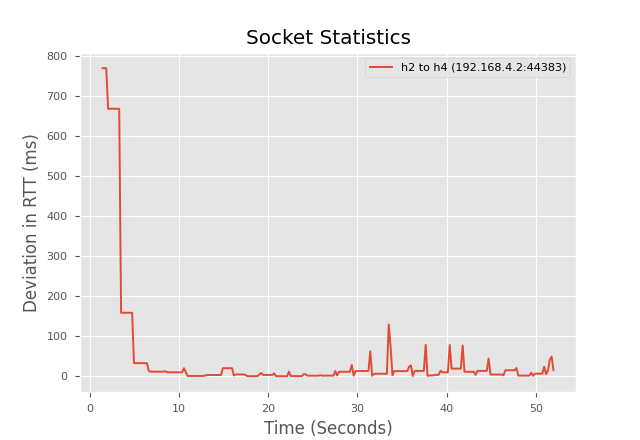 Socket Statistics
h2 to h4 (192.168.4.2:44383)
Deviation in RTT (ms)
800
700
600
500
400
300
200
100
0
0 10 20 30 40 50
Time (Seconds)